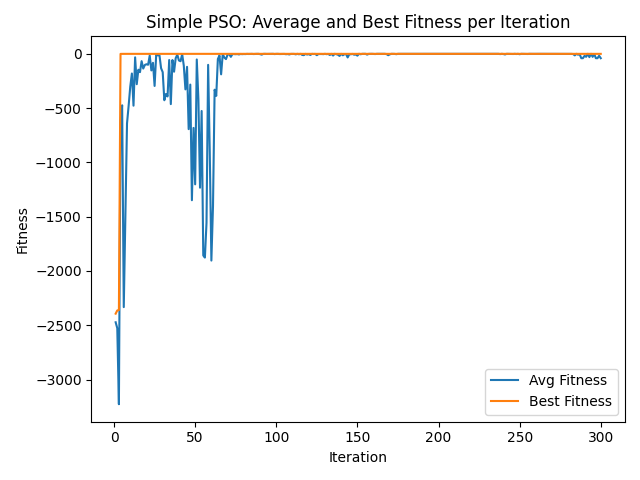 Simple PSO: Average and Best Fitness per Iteration
0
−500
−1000
−1500
−2000
−2500
−3000
Fitness
0
50
100
150
200
250
300
Iteration
Avg Fitness
Best Fitness